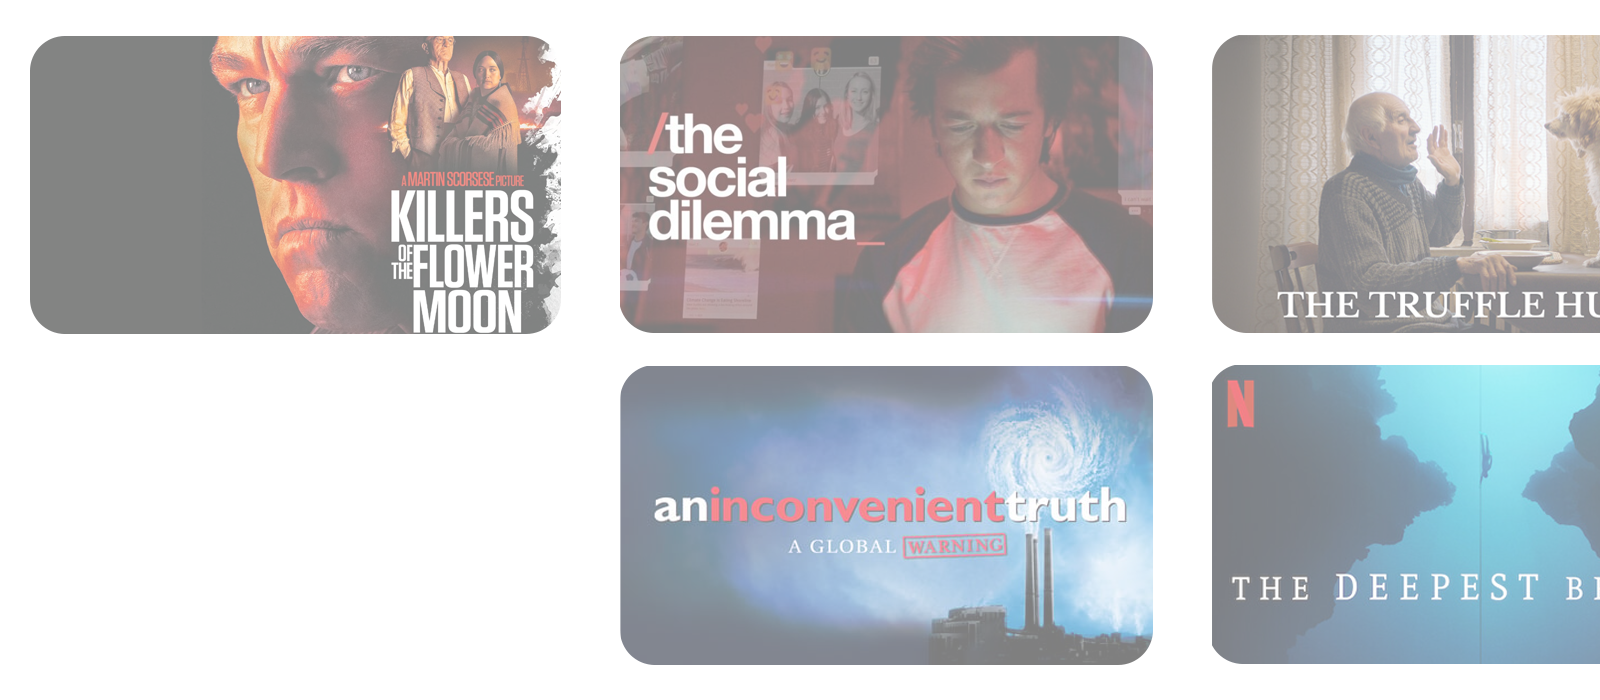 A MARTIN SCORSESE PICTURE
KILLERS
OF THE FLOWER
MOON
/the
social
dilemma_
THE TRUFFLE HU
aninconvenienttruth
A GLOBAL WARNING
N
THE DEEPEST B